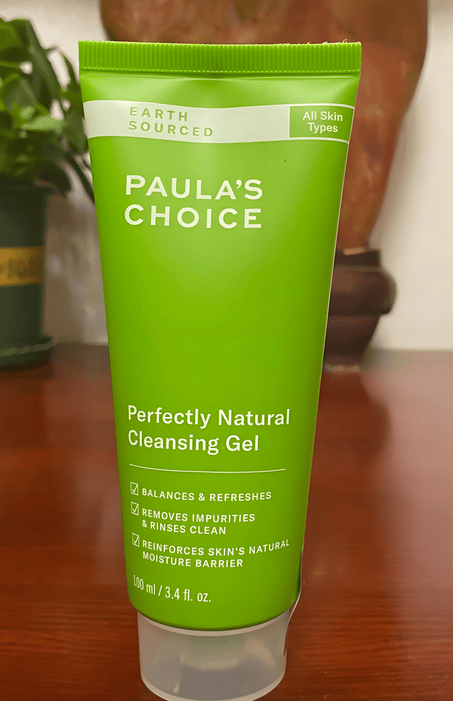 EARTH
SOURCED
All Skin
Types
PAULA'S
CHOICE
Perfectly Natural
Cleansing Gel
BALANCES & REFRESHES
REMOVES IMPURITIES
& RINSES CLEAN
REINFORCES SKIN'S NATURAL
MOISTURE BARRIER
100 ml / 3.4 fl. oz.